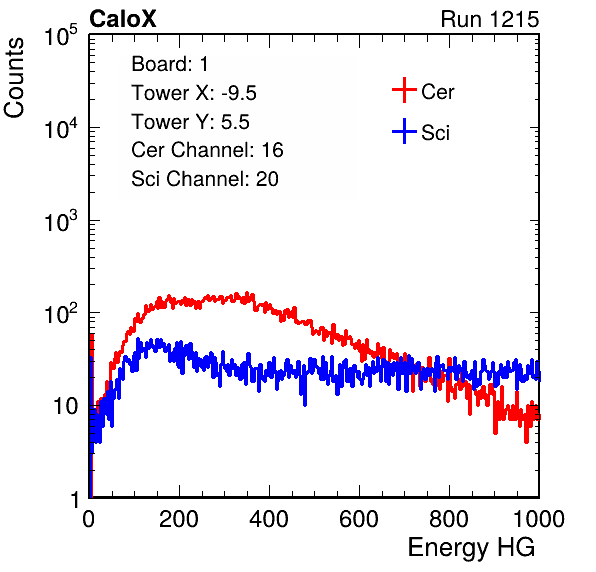 CaloX Run 1215
Counts
10^5
10^4
10^3
10^2
10
1
Board: 1
Tower X: -9.5
Tower Y: 5.5
Cer Channel: 16
Sci Channel: 20
Cer
Sci
0 200 400 600 800 1000
Energy HG